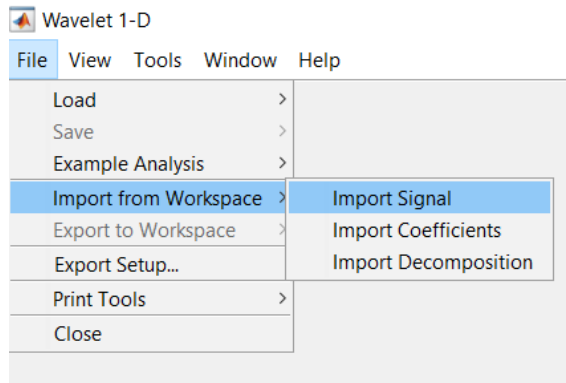 Wavelet 1-D
File View Tools Window Help
Load
Save
Example Analysis
Import from Workspace
Import Signal
Export to Workspace
Import Coefficients
Export Setup...
Import Decomposition
Print Tools
Close